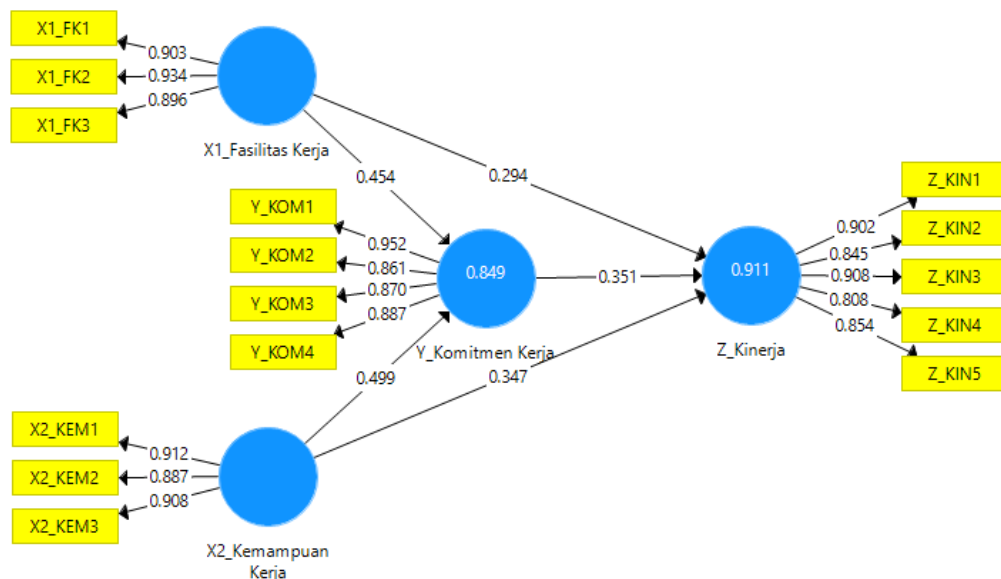 X1_FK1
0.903
X1_FK2
0.934
X1_FK3
0.896
X1_Fasilitas Kerja
0.454
0.294
Y_KOM1
0.952
Y_KOM2
0.861
Y_KOM3
0.870
Y_KOM4
0.887
0.849
Y_Komitmen Kerja
0.351
0.911
Z_Kinerja
Z_KIN1
0.902
Z_KIN2
0.845
Z_KIN3
0.908
Z_KIN4
0.808
Z_KIN5
0.854
0.499
0.347
X2_KEM1
0.912
X2_KEM2
0.887
X2_KEM3
0.908
X2_Kemampuan
Kerja